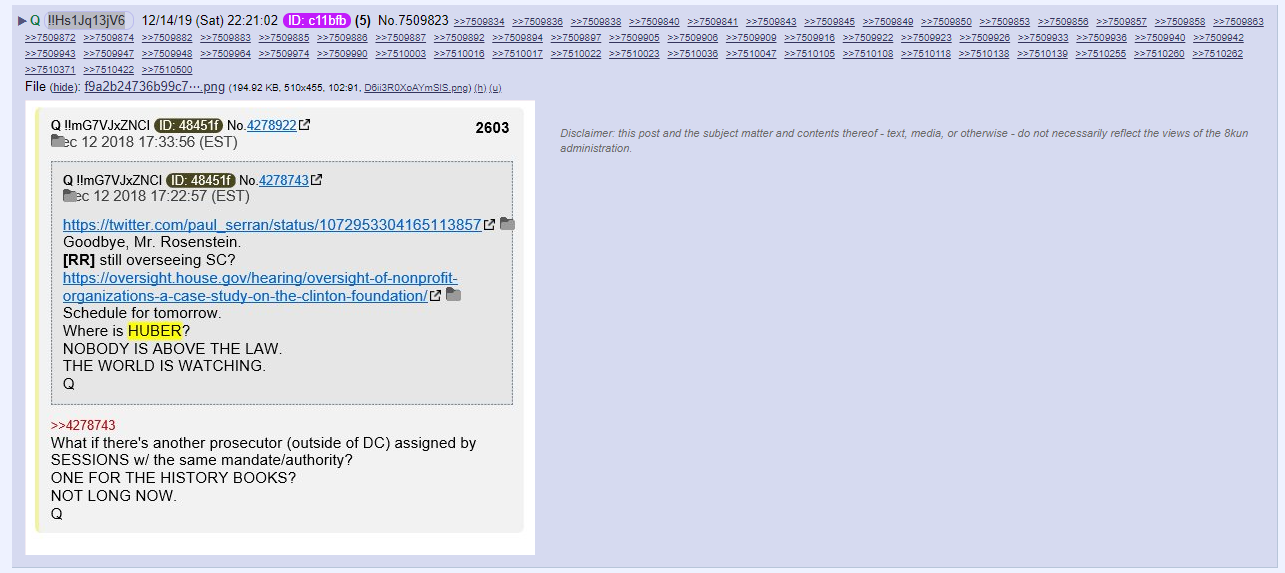 ▶ Q !!Hs1Jq13jV6 12/14/19 (Sat) 22:21:02 ID: c11bfb (5) No.7509823 >>7509834 >>7509836 >>7509838 >>7509840 >>7509841 >>7509843 >>7509845 >>7509849 >>7509850 >>7509853 >>7509856 >>7509857 >>7509858 >>7509863
>>7509872 >>7509874 >>7509882 >>7509883 >>7509885 >>7509886 >>7509887 >>7509892 >>7509894 >>7509897 >>7509905 >>7509906 >>7509909 >>7509916 >>7509922 >>7509923 >>7509926 >>7509933 >>7509936 >>7509940 >>7509942
>>7509943 >>7509947 >>7509948 >>7509964 >>7509974 >>7509990 >>7510003 >>7510016 >>7510017 >>7510022 >>7510023 >>7510036 >>7510047 >>7510105 >>7510108 >>7510118 >>7510138 >>7510139 >>7510255 >>7510260 >>7510262
>>7510371 >>7510422 >>7510500
File (hide): f9a2b24736b99c7⋯.png (194.92 KB, 510x455, 102:91, D6ii3R0XoAYmSIS.png) (h) (u)
Q !!mG7VJxZNCI ID: 48451f No.4278922
2603
ec 12 2018 17:33:56 (EST)
Q !!mG7VJxZNCI ID: 48451f No.4278743
ec 12 2018 17:22:57 (EST)
https://twitter.com/paul_serran/status/1072953304165113857
Goodbye, Mr. Rosenstein.
[RR] still overseeing SC?
https://oversight.house.gov/hearing/oversight-of-nonprofit-
organizations-a-case-study-on-the-clinton-foundation/
Schedule for tomorrow.
Where is HUBER?
NOBODY IS ABOVE THE LAW.
THE WORLD IS WATCHING.
Q
>>4278743
What if there's another prosecutor (outside of DC) assigned by
SESSIONS w/ the same mandate/authority?
ONE FOR THE HISTORY BOOKS?
NOT LONG NOW.
Q
Disclaimer: this post and the subject matter and contents thereof - text, media, or otherwise - do not necessarily reflect the views of the 8kun
administration.